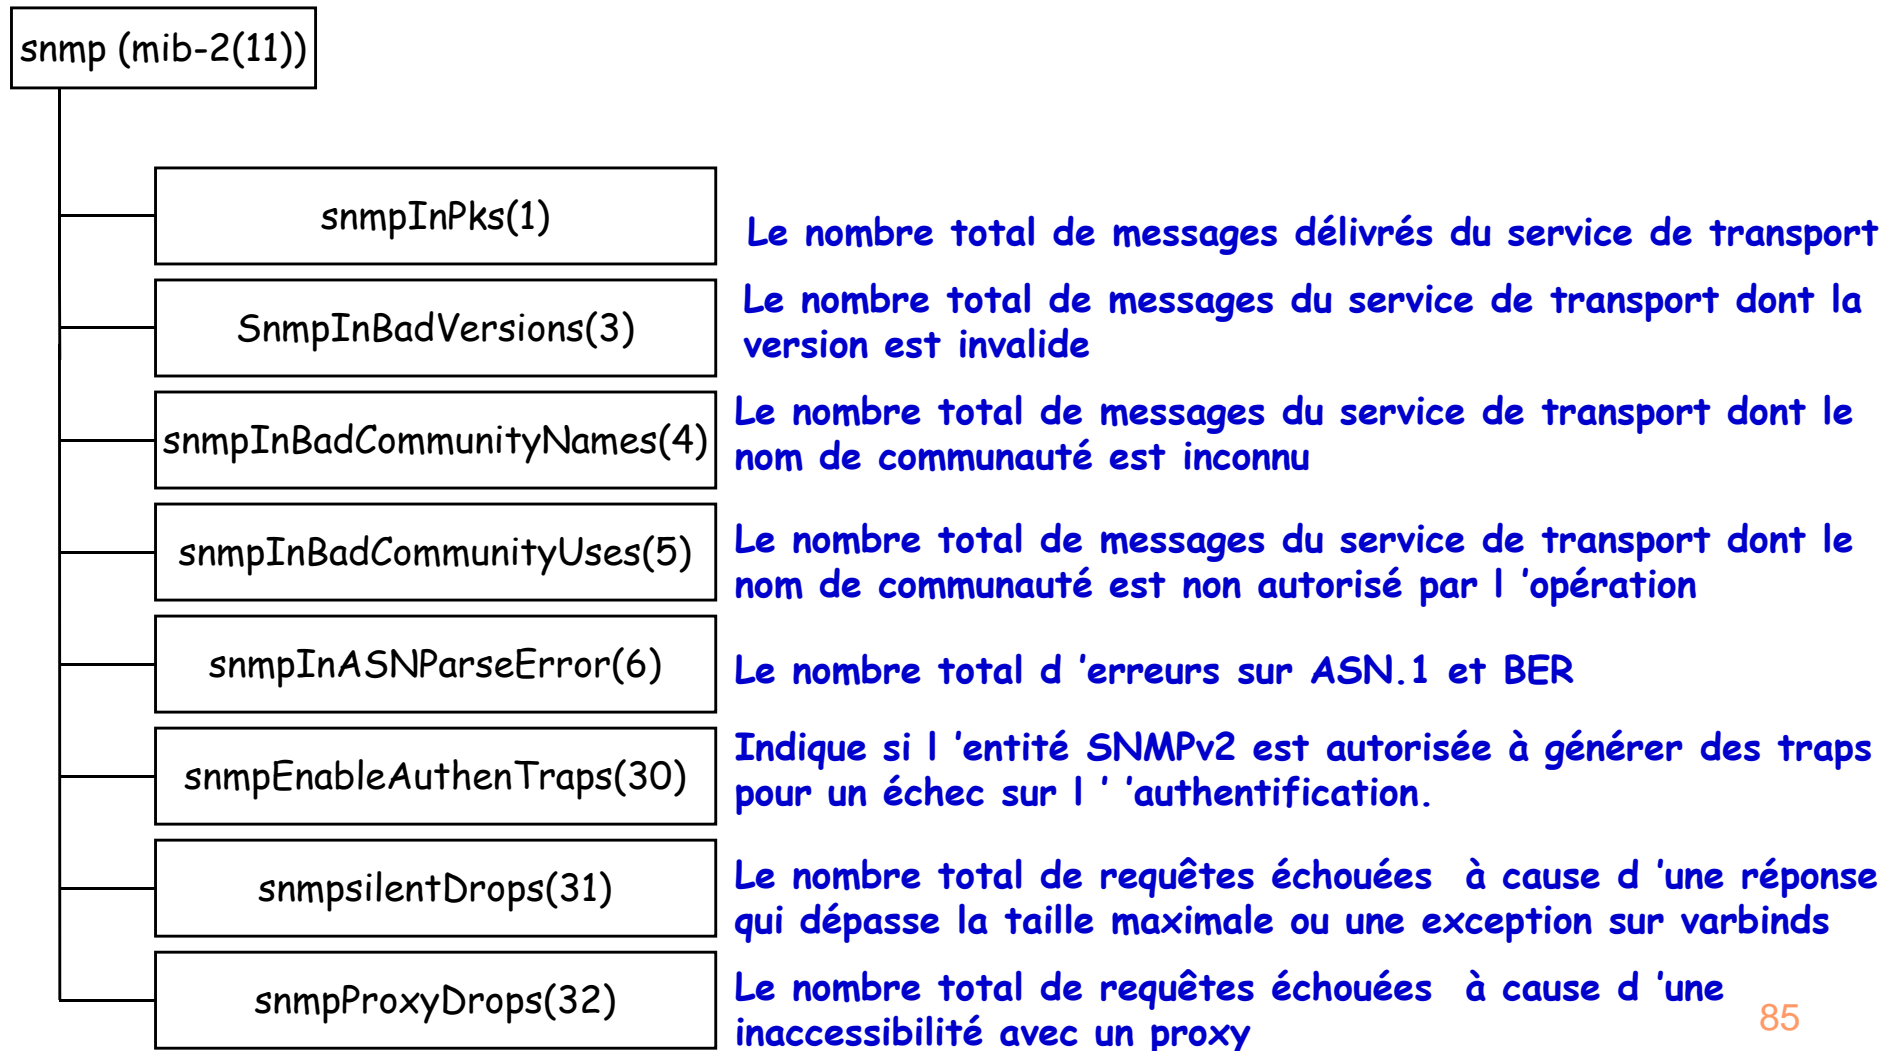 snmp (mib-2(11))
snmpInPks(1)
Le nombre total de messages délivrés du service de transport
SnmpInBadVersions(3)
Le nombre total de messages du service de transport dont la
version est invalide
snmpInBadCommunityNames(4)
Le nombre total de messages du service de transport dont le
nom de communauté est inconnu
snmpInBadCommunityUses(5)
Le nombre total de messages du service de transport dont le
nom de communauté est non autorisé par l ’opération
snmpInASNParseError(6)
Le nombre total d ’erreurs sur ASN.1 et BER
snmpEnableAuthenTraps(30)
Indique si l ’entité SNMPv2 est autorisée à générer des traps
pour un échec sur l ’ ’authentification.
snmpsilentDrops(31)
Le nombre total de requêtes échouées  à cause d ’une réponse
qui dépasse la taille maximale ou une exception sur varbinds
snmpProxyDrops(32)
Le nombre total de requêtes échouées  à cause d ’une
inaccessibilité avec un proxy
85